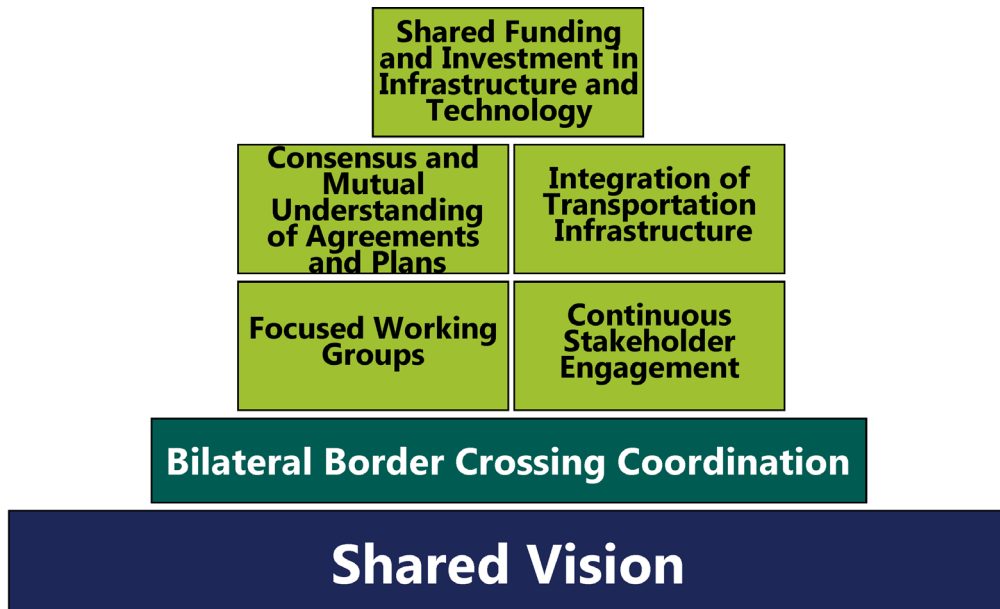 Shared Funding
and Investment in
Infrastructure and
Technology
Consensus and
Mutual
Understanding
of Agreements
and Plans
Integration of
Transportation
Infrastructure
Focused Working
Groups
Continuous
Stakeholder
Engagement
Bilateral Border Crossing Coordination
Shared Vision